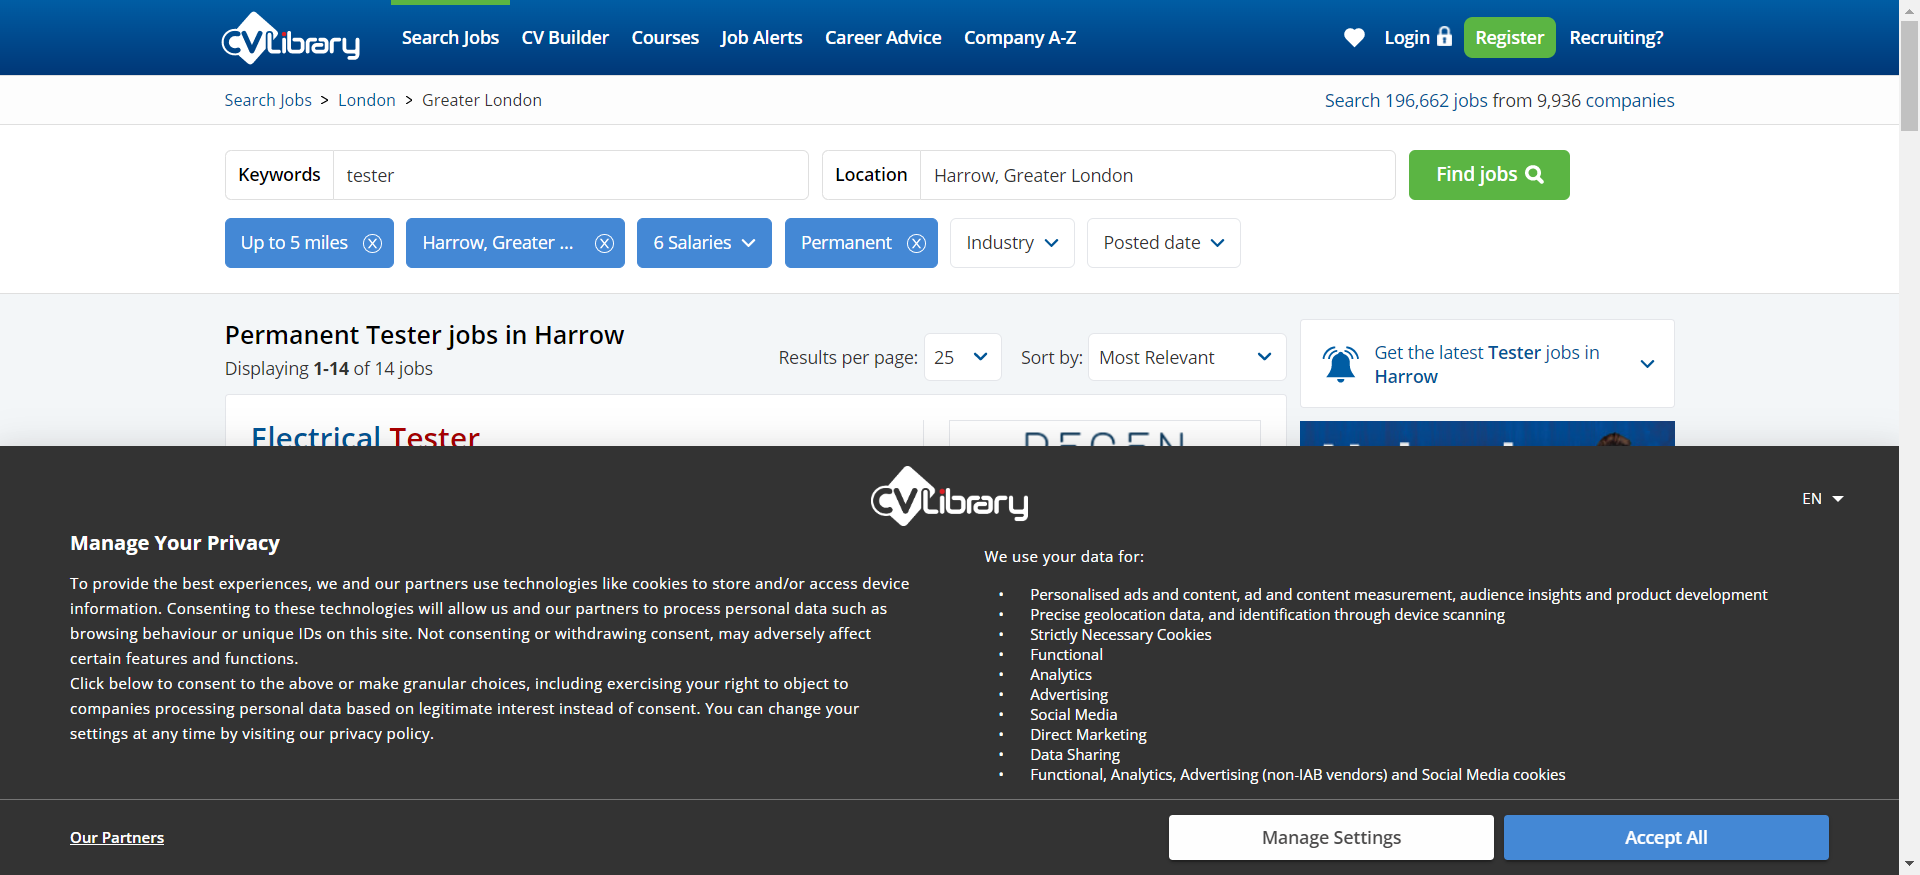 CVLibrary Search Jobs CV Builder Courses Job Alerts Career Advice Company A-Z Login Register Recruiting?
Search Jobs > London > Greater London Search 196,662 jobs from 9,936 companies
Keywords tester Location Harrow, Greater London Find jobs
Up to 5 miles Harrow, Greater ... 6 Salaries Permanent Industry Posted date
Permanent Tester jobs in Harrow
Displaying 1-14 of 14 jobs
Results per page: 25 Sort by: Most Relevant
Get the latest Tester jobs in
Harrow
Electrical Tester
CVLibrary
EN
Manage Your Privacy
To provide the best experiences, we and our partners use technologies like cookies to store and/or access device
information. Consenting to these technologies will allow us and our partners to process personal data such as
browsing behaviour or unique IDs on this site. Not consenting or withdrawing consent, may adversely affect
certain features and functions.
Click below to consent to the above or make granular choices, including exercising your right to object to
companies processing personal data based on legitimate interest instead of consent. You can change your
settings at any time by visiting our privacy policy.
We use your data for:
• Personalised ads and content, ad and content measurement, audience insights and product development
• Precise geolocation data, and identification through device scanning
• Strictly Necessary Cookies
• Functional
• Analytics
• Advertising
• Social Media
• Direct Marketing
• Data Sharing
• Functional, Analytics, Advertising (non-IAB vendors) and Social Media cookies
Our Partners
Manage Settings
Accept All